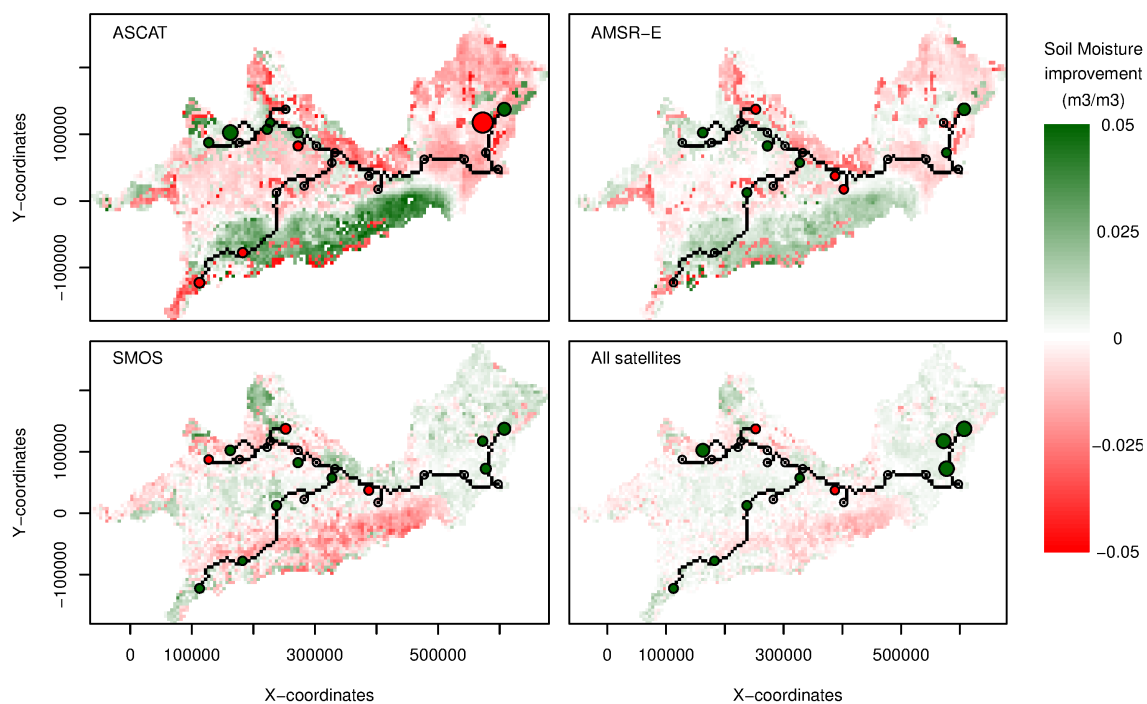 ASCAT
AMSR−E
Soil Moisture
improvement
(m3/m3)
0.05
0.025
0
−0.025
−0.05
Y−coordinates
100000
0
−100000
SMOS
All satellites
Y−coordinates
100000
0
−100000
0
100000
300000
500000
0
100000
300000
500000
X−coordinates
X−coordinates